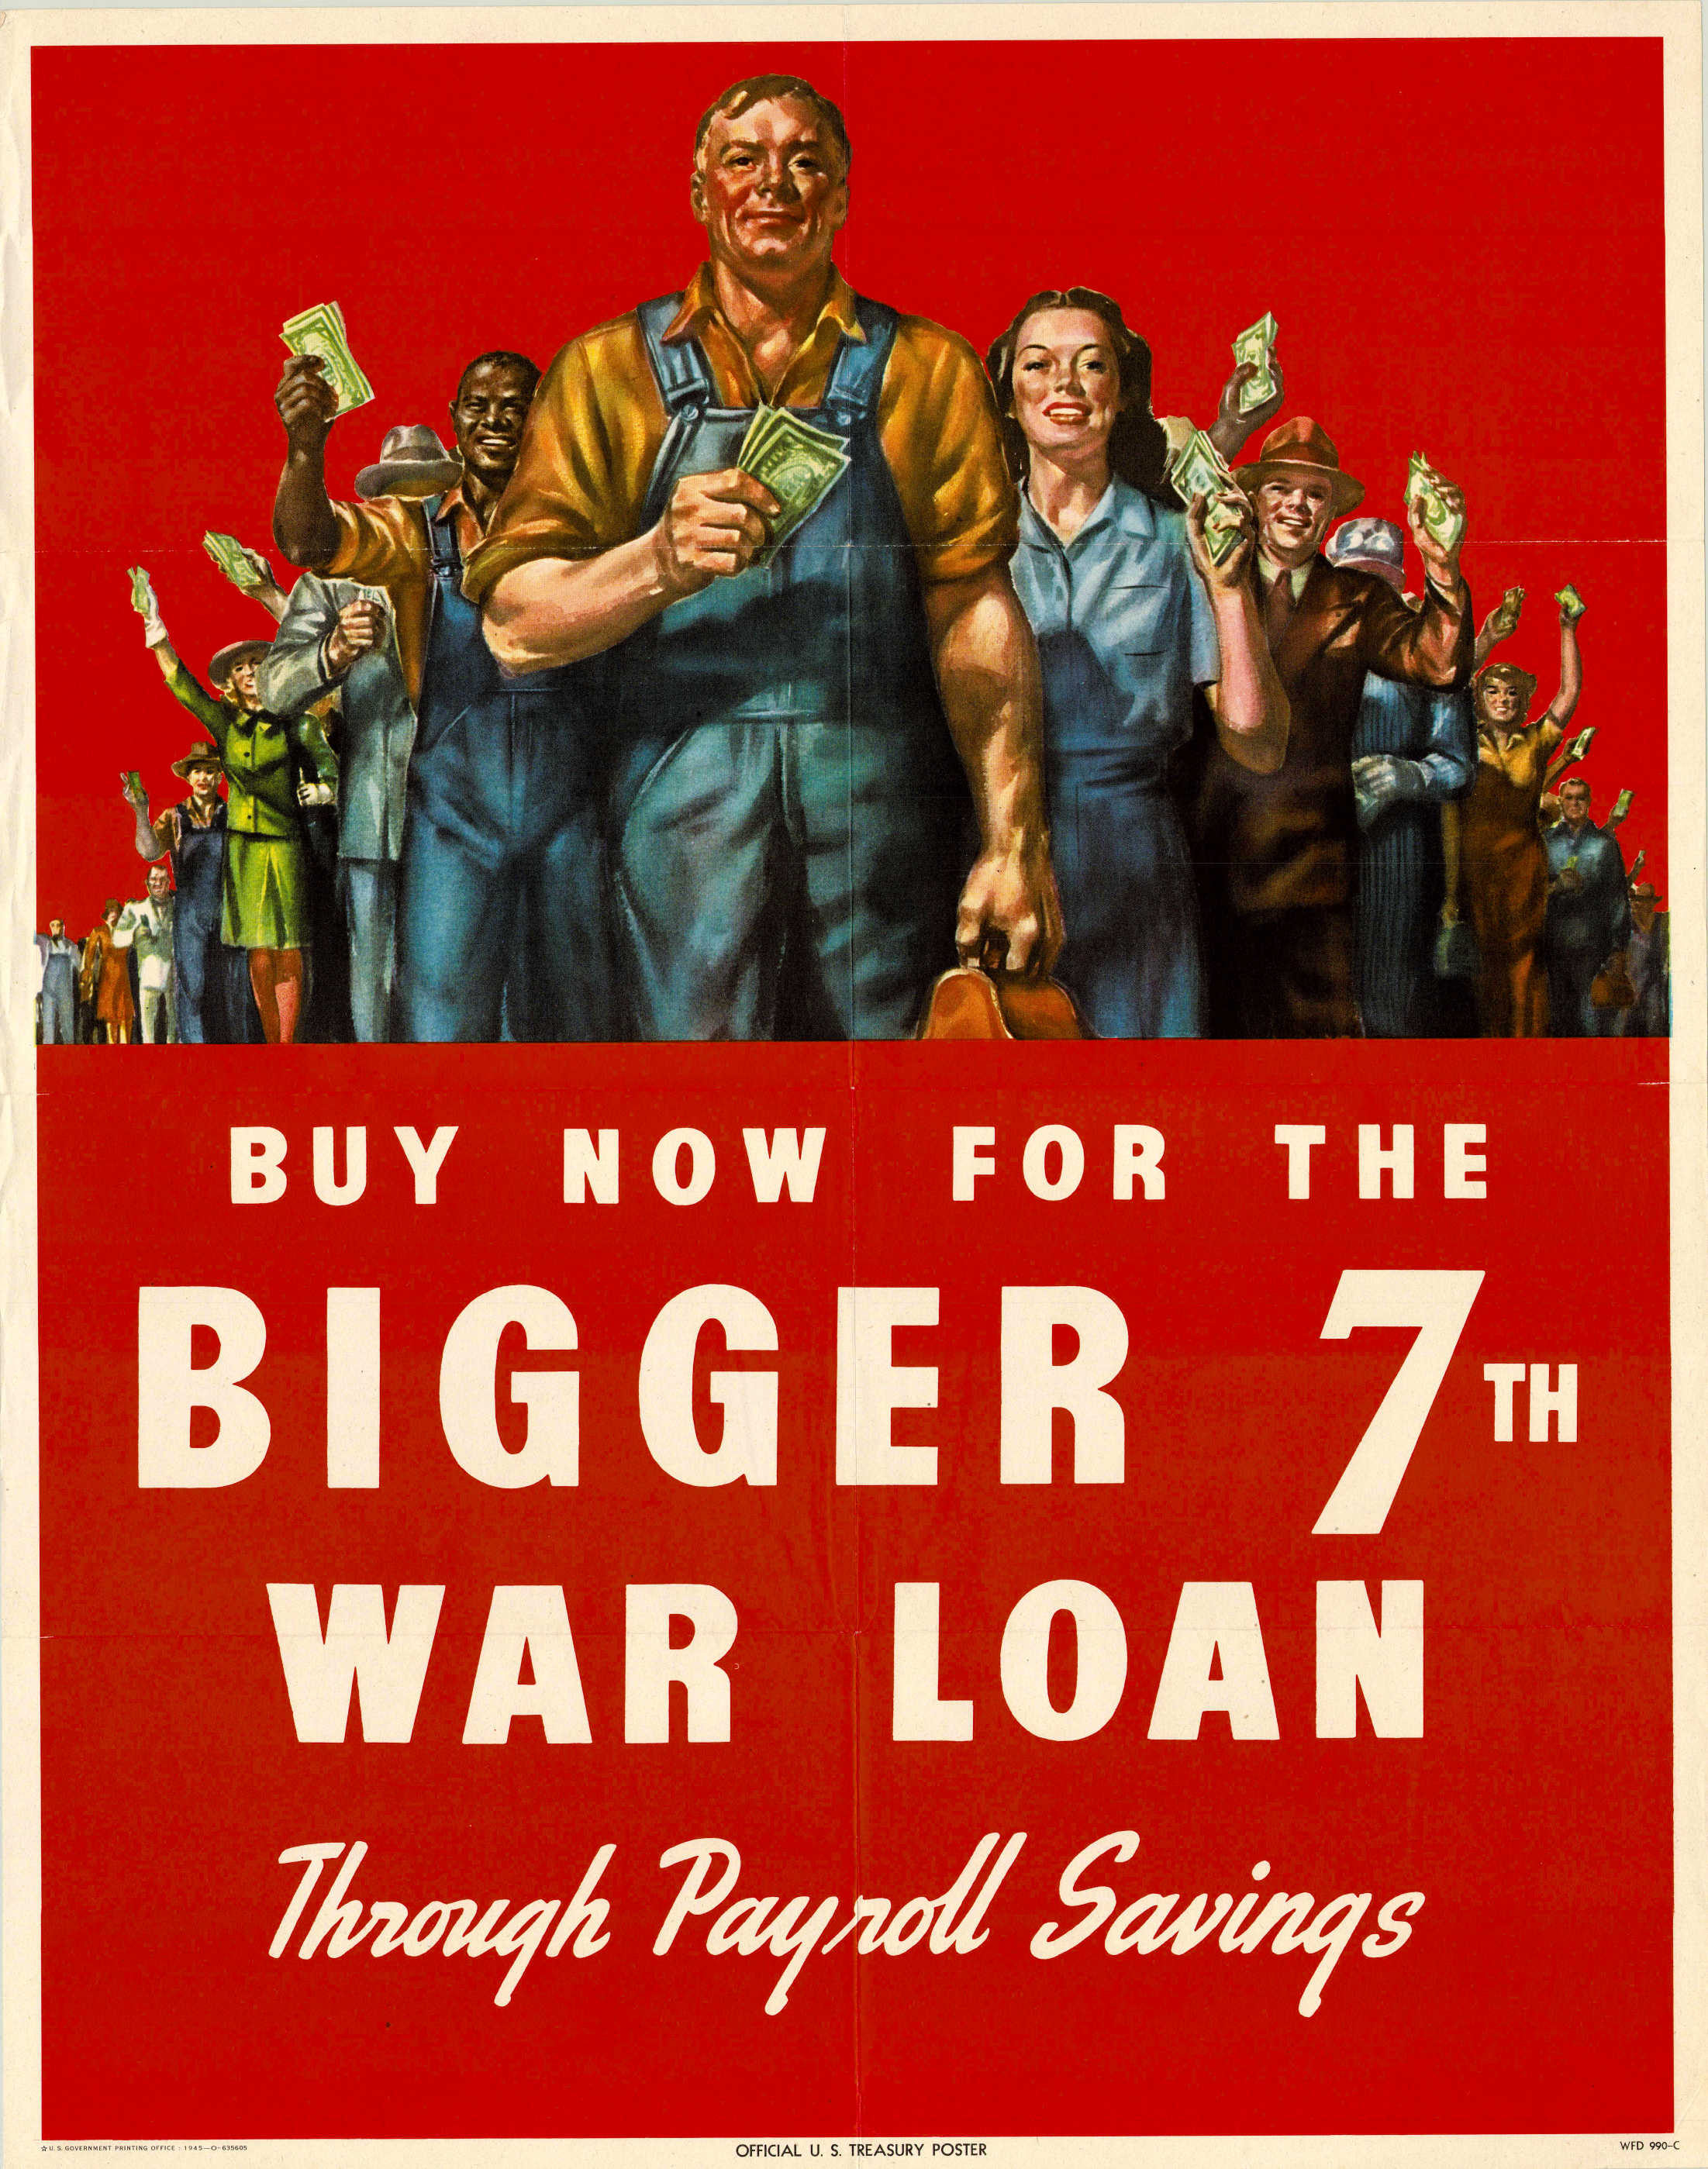 BUY NOW FOR THE
BIGGER 7TH
WAR LOAN
Through Payroll Savings
☆ U. S. GOVERNMENT PRINTING OFFICE : 1945—O-635605
OFFICIAL U. S. TREASURY POSTER
WFD 990-C